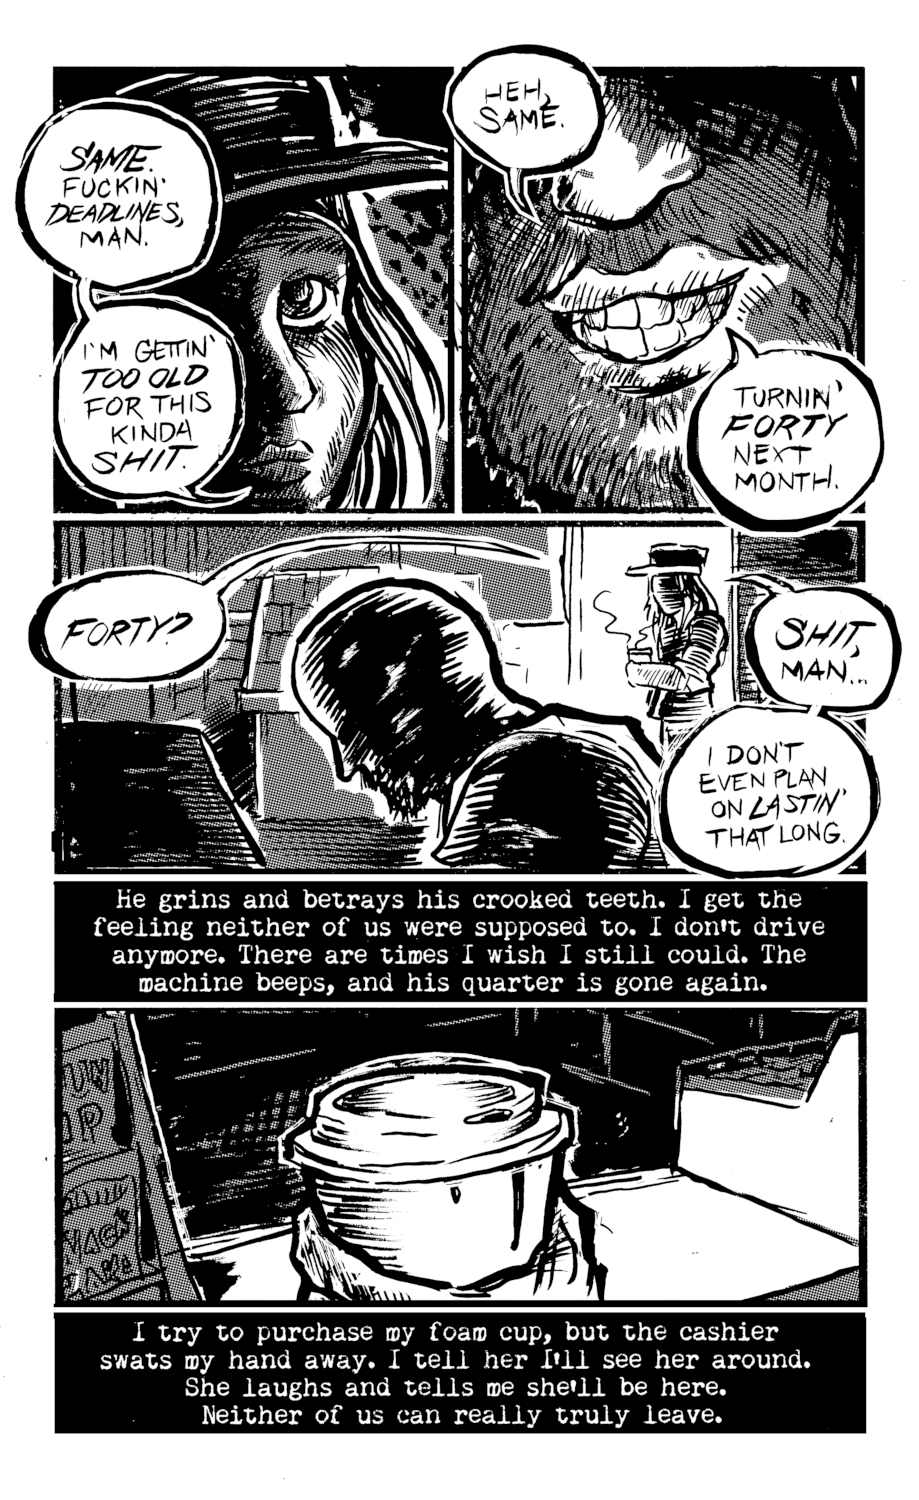 SAME.
FUCKIN'
DEADLINES,
MAN.
I'M GETTIN'
TOO OLD
FOR THIS
KINDA
SHIT.
HEH,
SAME.
TURNIN'
FORTY
NEXT
MONTH.
FORTY?
SHIT,
MAN...
I DON'T
EVEN PLAN
ON LASTIN'
THAT LONG.
He grins and betrays his crooked teeth. I get the
feeling neither of us were supposed to. I don't drive
anymore. There are times I wish I still could. The
machine beeps, and his quarter is gone again.
I try to purchase my foam cup, but the cashier
swats my hand away. I tell her I'll see her around.
She laughs and tells me she'll be here.
Neither of us can really truly leave.